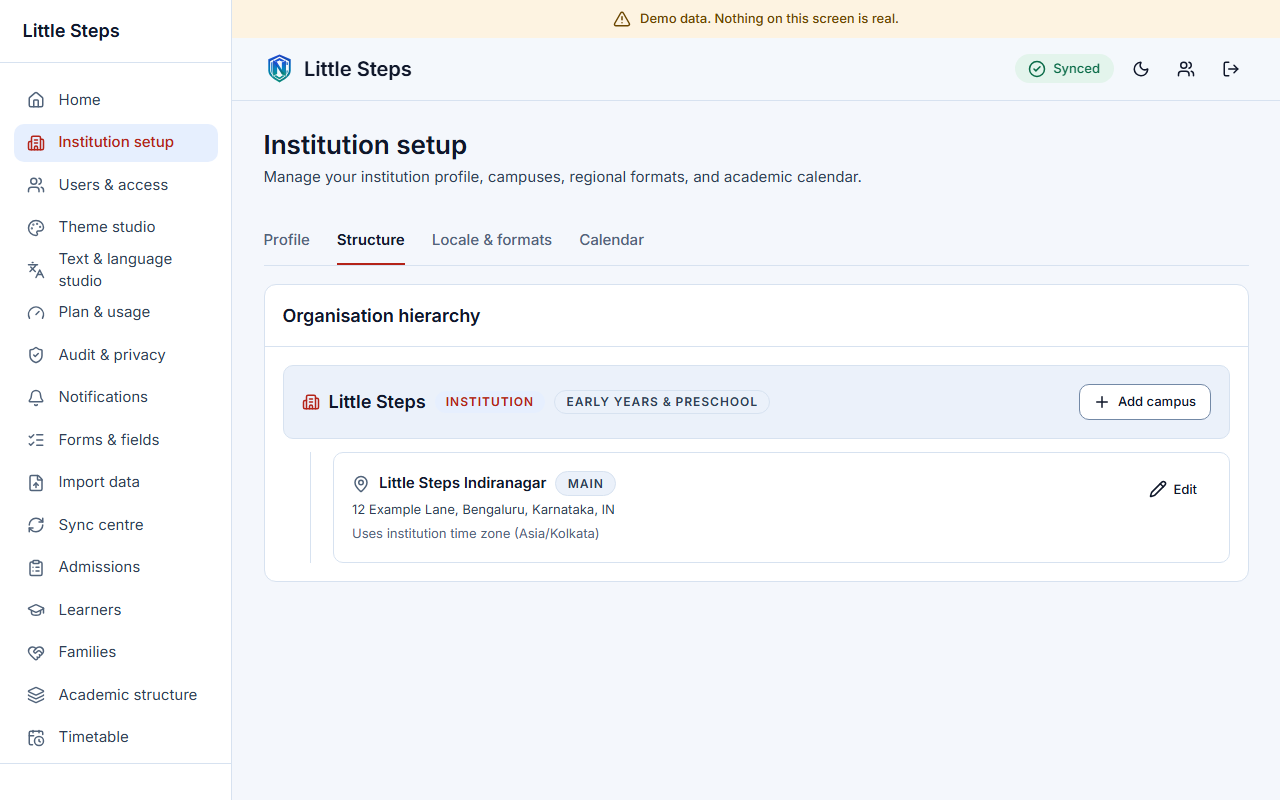 Little Steps
Home
Institution setup
Users & access
Theme studio
Text & language
studio
Plan & usage
Audit & privacy
Notifications
Forms & fields
Import data
Sync centre
Admissions
Learners
Families
Academic structure
Timetable
Demo data. Nothing on this screen is real.
Little Steps
Synced
Institution setup
Manage your institution profile, campuses, regional formats, and academic calendar.
Profile
Structure
Locale & formats
Calendar
Organisation hierarchy
Little Steps
INSTITUTION
EARLY YEARS & PRESCHOOL
Add campus
Little Steps Indiranagar
MAIN
Edit
12 Example Lane, Bengaluru, Karnataka, IN
Uses institution time zone (Asia/Kolkata)